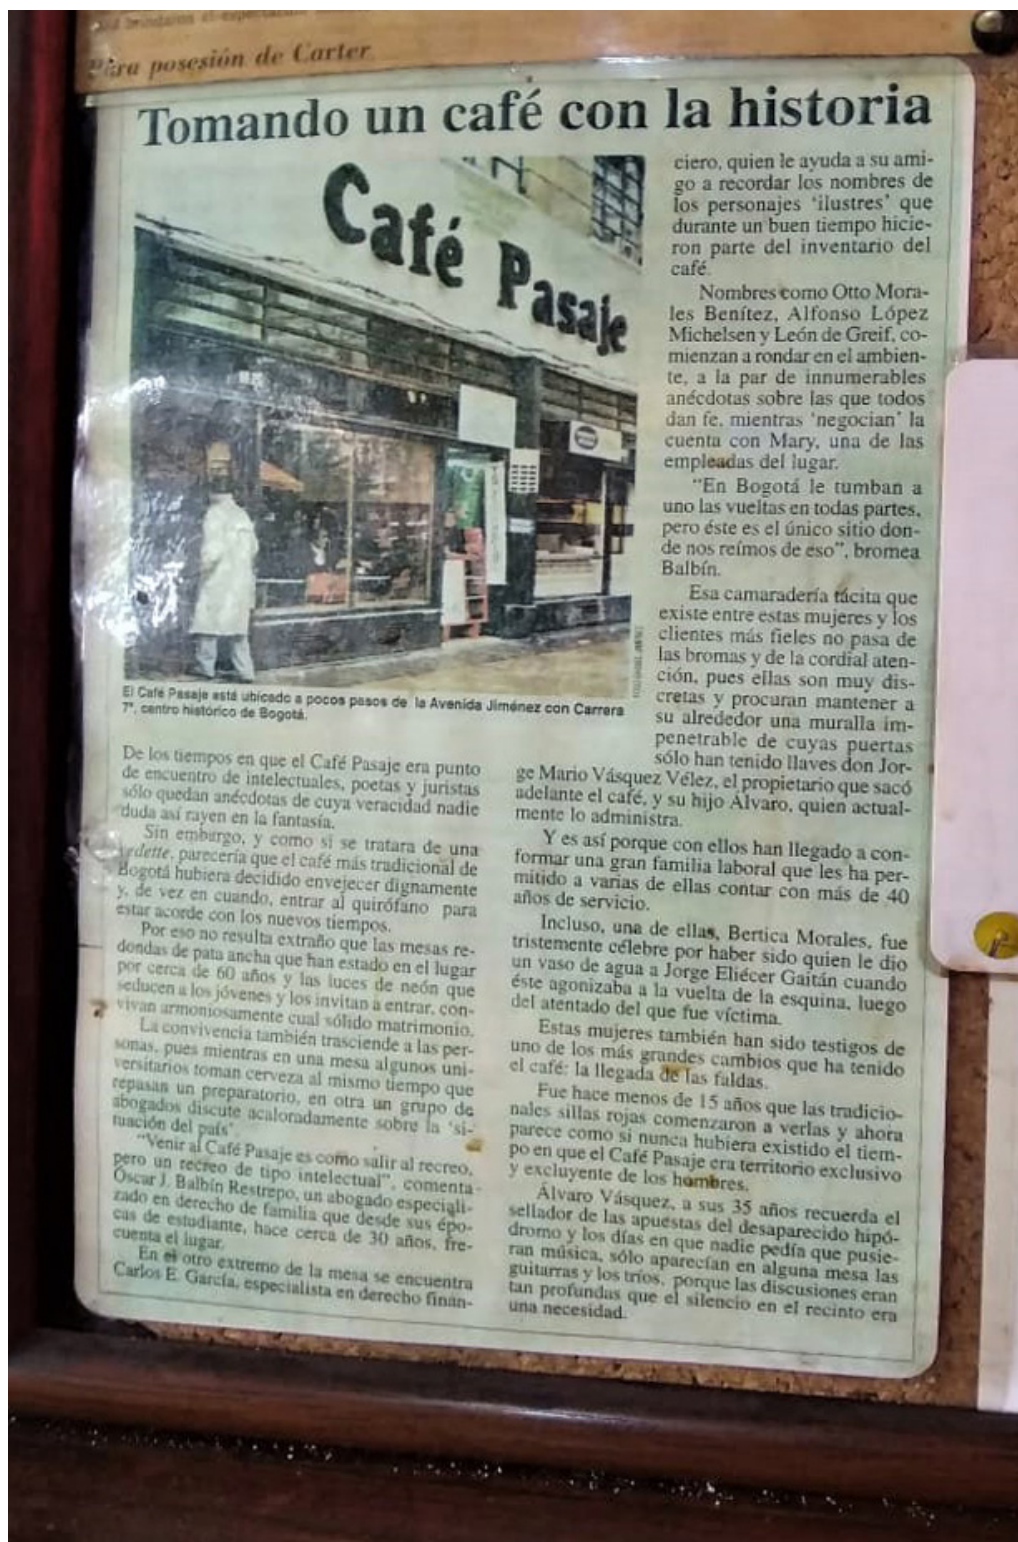 Para posesión de Carter
Tomando un café con la historia
Café Pasaje
El Café Pasaje está ubicado a pocos pasos de la Avenida Jiménez con Carrera
7ª, centro histórico de Bogotá.
De los tiempos en que el Café Pasaje era punto
de encuentro de intelectuales, poetas y juristas
sólo quedan anécdotas de cuya veracidad nadie
duda así rayen en la fantasía.
Sin embargo, y como si se tratara de una
vedette, parecería que el café más tradicional de
Bogotá hubiera decidido envejecer dignamente
y, de vez en cuando, entrar al quirófano para
estar acorde con los nuevos tiempos.
Por eso no resulta extraño que las mesas re-
dondas de pata ancha que han estado en el lugar
por cerca de 60 años y las luces de neón que
seducen a los jóvenes y los invitan a entrar, con-
vivan armoniosamente cual sólido matrimonio.
La convivencia también trasciende a las per-
sonas, pues mientras en una mesa algunos uni-
versitarios toman cerveza al mismo tiempo que
repasan un preparatorio, en otra un grupo de
abogados discute acaloradamente sobre la 'si-
tuación del país'.
"Venir al Café Pasaje es como salir al recreo,
pero un recreo de tipo intelectual", comenta
Óscar J. Balbín Restrepo, un abogado especiali-
zado en derecho de familia que desde sus épo-
cas de estudiante, hace cerca de 30 años, fre-
cuenta el lugar.
En el otro extremo de la mesa se encuentra
Carlos E. García, especialista en derecho finan-
ciero, quien le ayuda a su ami-
go a recordar los nombres de
los personajes 'ilustres' que
durante un buen tiempo hicie-
ron parte del inventario del
café.
Nombres como Otto Mora-
les Benítez, Alfonso López
Michelsen y León de Greif, co-
mienzan a rondar en el ambien-
te, a la par de innumerables
anécdotas sobre las que todos
dan fe, mientras 'negocian' la
cuenta con Mary, una de las
empleadas del lugar.
"En Bogotá le tumban a
uno las vueltas en todas partes,
pero éste es el único sitio don-
de nos reímos de eso", bromea
Balbín.
Esa camaradería tácita que
existe entre estas mujeres y los
clientes más fieles no pasa de
las bromas y de la cordial aten-
ción, pues ellas son muy dis-
cretas y procuran mantener a
su alrededor una muralla im-
penetrable de cuyas puertas
sólo han tenido llaves don Jor-
ge Mario Vásquez Vélez, el propietario que sacó
adelante el café, y su hijo Álvaro, quien actual-
mente lo administra.
Y es así porque con ellos han llegado a con-
formar una gran familia laboral que les ha per-
mitido a varias de ellas contar con más de 40
años de servicio.
Incluso, una de ellas, Bertica Morales, fue
tristemente célebre por haber sido quien le dio
un vaso de agua a Jorge Eliécer Gaitán cuando
éste agonizaba a la vuelta de la esquina, luego
del atentado del que fue víctima.
Estas mujeres también han sido testigos de
uno de los más grandes cambios que ha tenido
el café: la llegada de las faldas.
Fue hace menos de 15 años que las tradicio-
nales sillas rojas comenzaron a verlas y ahora
parece como si nunca hubiera existido el tiem-
po en que el Café Pasaje era territorio exclusivo
y excluyente de los hombres.
Álvaro Vásquez, a sus 35 años recuerda el
sellador de las apuestas del desaparecido hipó-
dromo y los días en que nadie pedía que pusie-
ran música, sólo aparecían en alguna mesa las
guitarras y los tríos, porque las discusiones eran
tan profundas que el silencio en el recinto era
una necesidad.